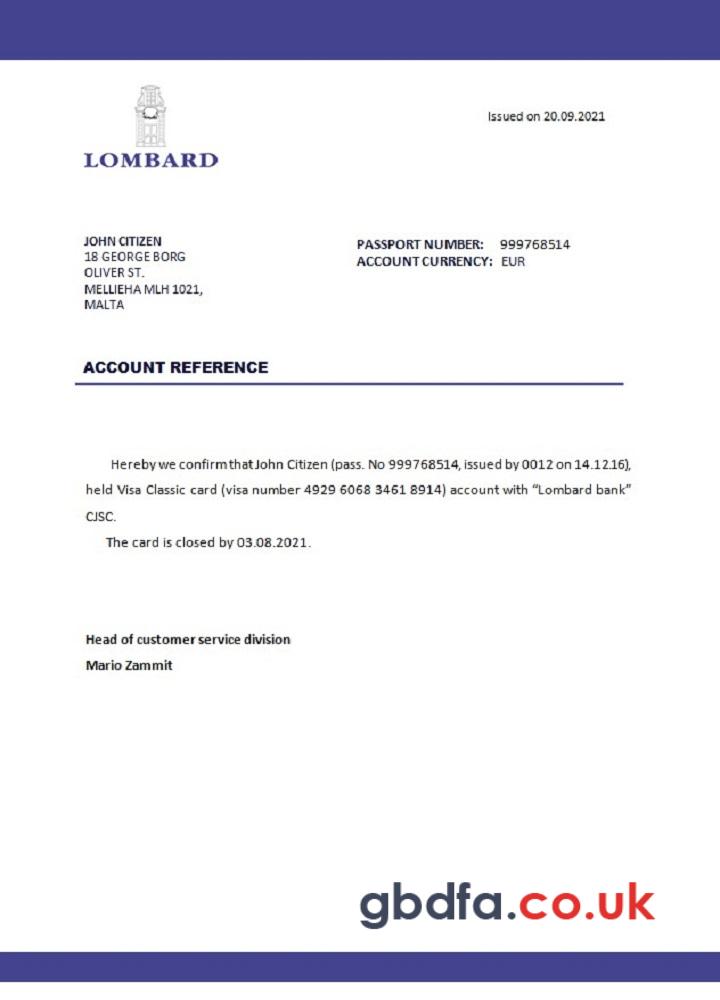 LOMBARD
Issued on 20.09.2021
JOHN CITIZEN
18 GEORGE BORG
OLIVER ST.
MELLIEHA MLH 1021,
MALTA
PASSPORT NUMBER: 999768514
ACCOUNT CURRENCY: EUR
ACCOUNT REFERENCE
Hereby we confirm that John Citizen (pass. No 999768514, issued by 0012 on 14.12.16),
held Visa Classic card (visa number 4929 6068 3461 8914) account with “Lombard bank”
CJSC.
The card is closed by 03.08.2021.
Head of customer service division
Mario Zammit
gbdfa.co.uk